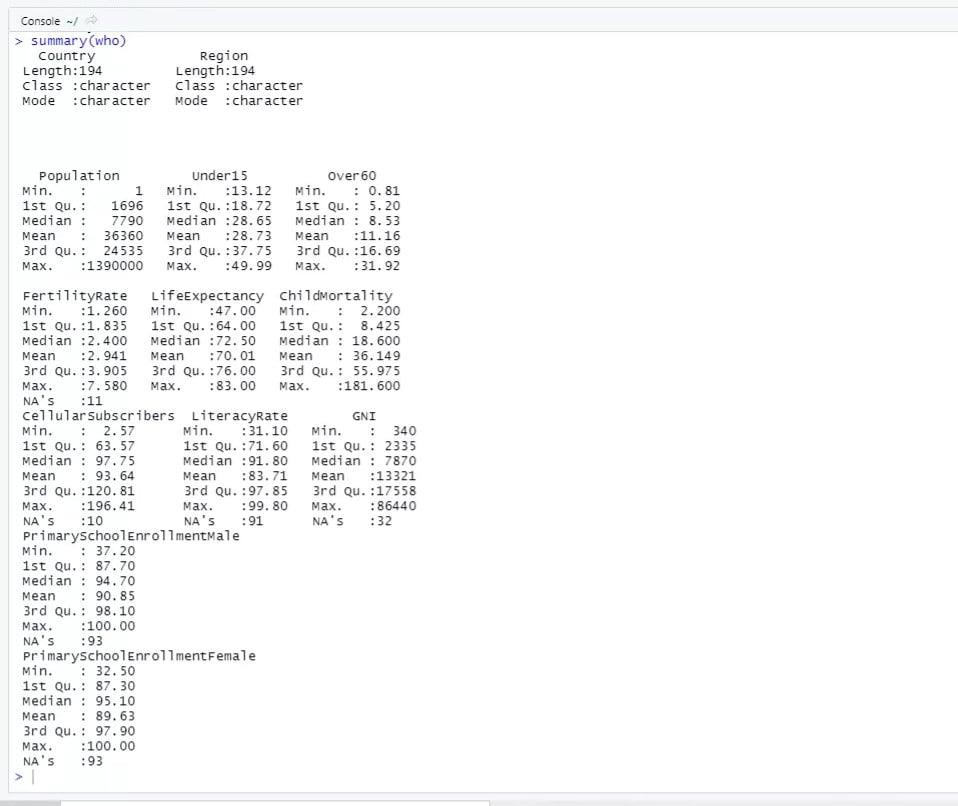 Console ~/
> summary(who)
   Country             Region
 Length:194         Length:194
 Class :character   Class :character
 Mode  :character   Mode  :character
   Population         Under15          Over60
 Min.   :      1   Min.   :13.12   Min.   : 0.81
 1st Qu.:   1696   1st Qu.:18.72   1st Qu.: 5.20
 Median :   7790   Median :28.65   Median : 8.53
 Mean   :  36360   Mean   :28.73   Mean   :11.16
 3rd Qu.:  24535   3rd Qu.:37.75   3rd Qu.:16.69
 Max.   :1390000   Max.   :49.99   Max.   :31.92
 FertilityRate   LifeExpectancy  ChildMortality
 Min.   :1.260   Min.   :47.00   Min.   :  2.200
 1st Qu.:1.835   1st Qu.:64.00   1st Qu.:  8.425
 Median :2.400   Median :72.50   Median : 18.600
 Mean   :2.941   Mean   :70.01   Mean   : 36.149
 3rd Qu.:3.905   3rd Qu.:76.00   3rd Qu.: 55.975
 Max.   :7.580   Max.   :83.00   Max.   :181.600
 NA's   :11
 CellularSubscribers  LiteracyRate        GNI
 Min.   :  2.57      Min.   :31.10   Min.   :  340
 1st Qu.: 63.57      1st Qu.:71.60   1st Qu.: 2335
 Median : 97.75      Median :91.80   Median : 7870
 Mean   : 93.64      Mean   :83.71   Mean   :13321
 3rd Qu.:120.81      3rd Qu.:97.85   3rd Qu.:17558
 Max.   :196.41      Max.   :99.80   Max.   :86440
 NA's   :10          NA's   :91      NA's   :32
 PrimarySchoolEnrollmentMale
 Min.   : 37.20
 1st Qu.: 87.70
 Median : 94.70
 Mean   : 90.85
 3rd Qu.: 98.10
 Max.   :100.00
 NA's   :93
 PrimarySchoolEnrollmentFemale
 Min.   : 32.50
 1st Qu.: 87.30
 Median : 95.10
 Mean   : 89.63
 3rd Qu.: 97.90
 Max.   :100.00
 NA's   :93
>